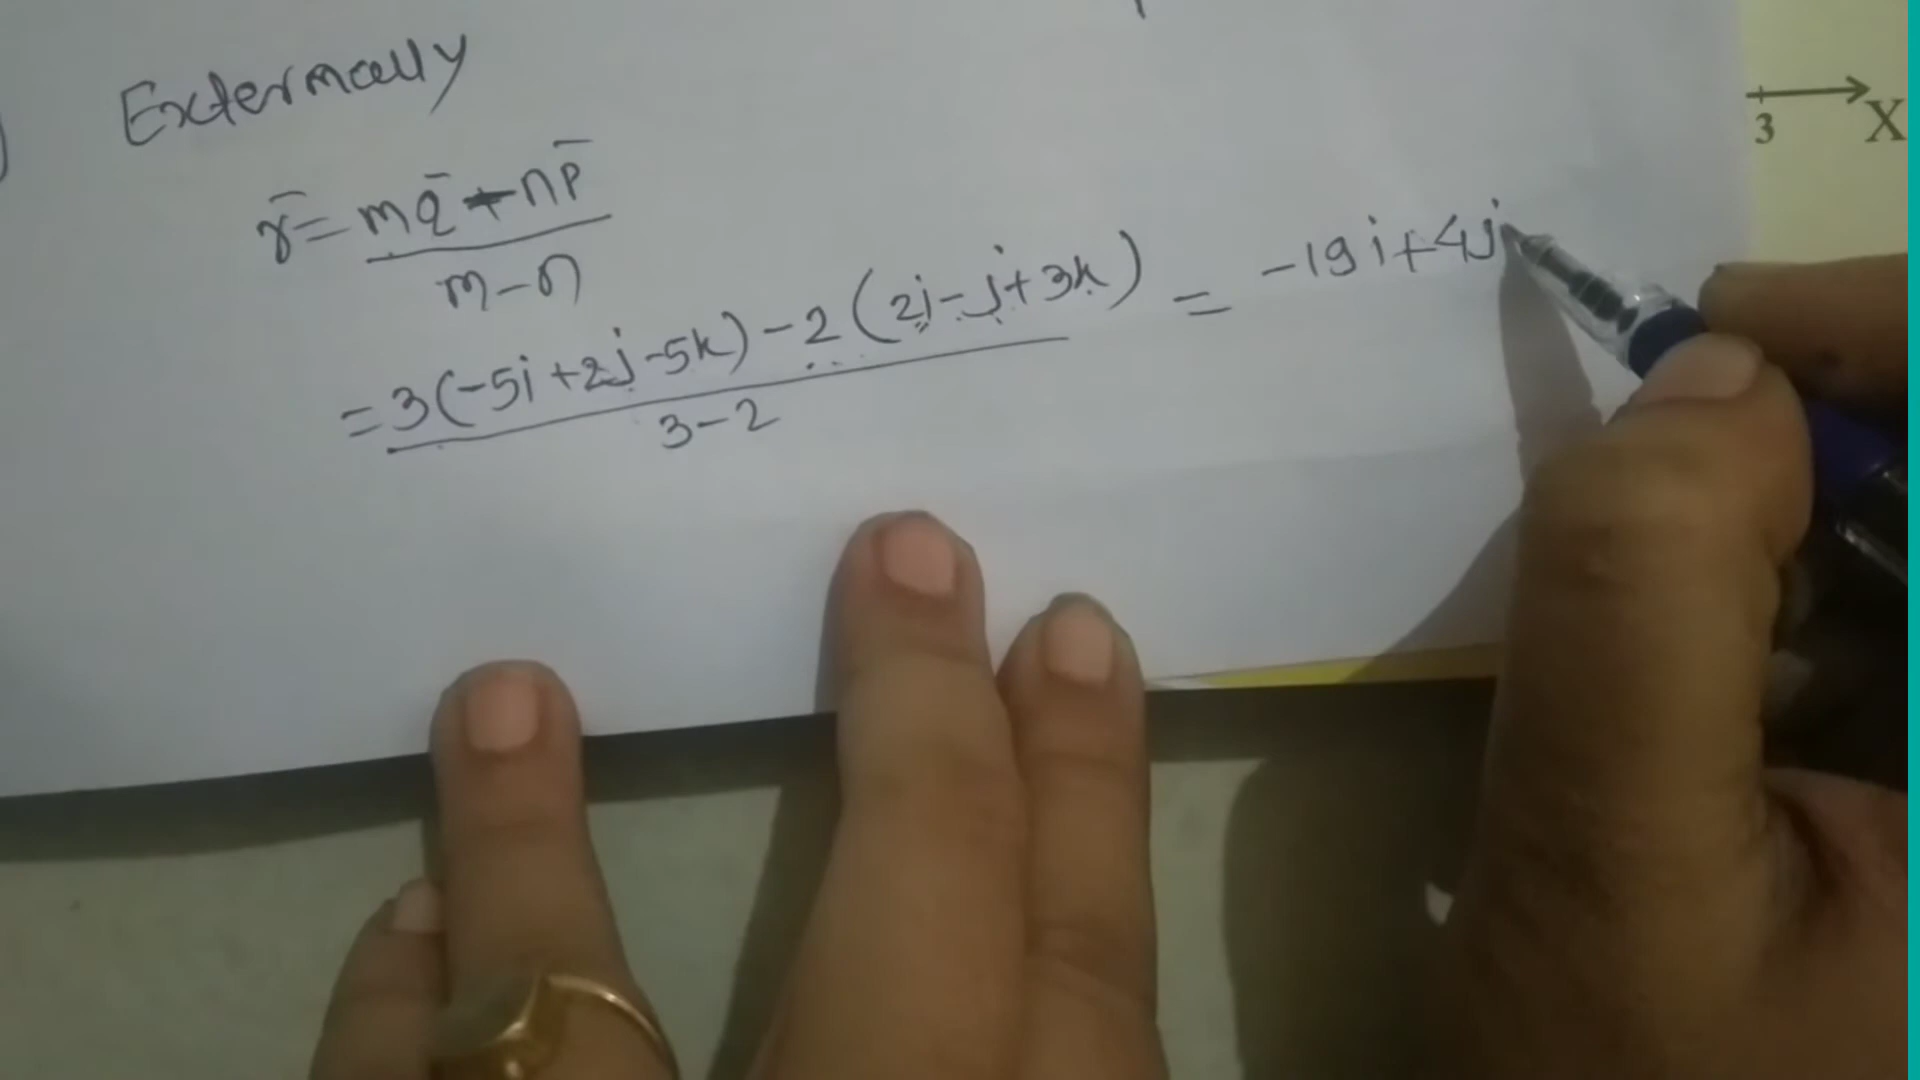 Externally
r̄ = mq̄ - np̄ / m-n
= 3(-5i+2j-5k) - 2(2i-j+3k) / 3-2 = -19i+4j
3 X